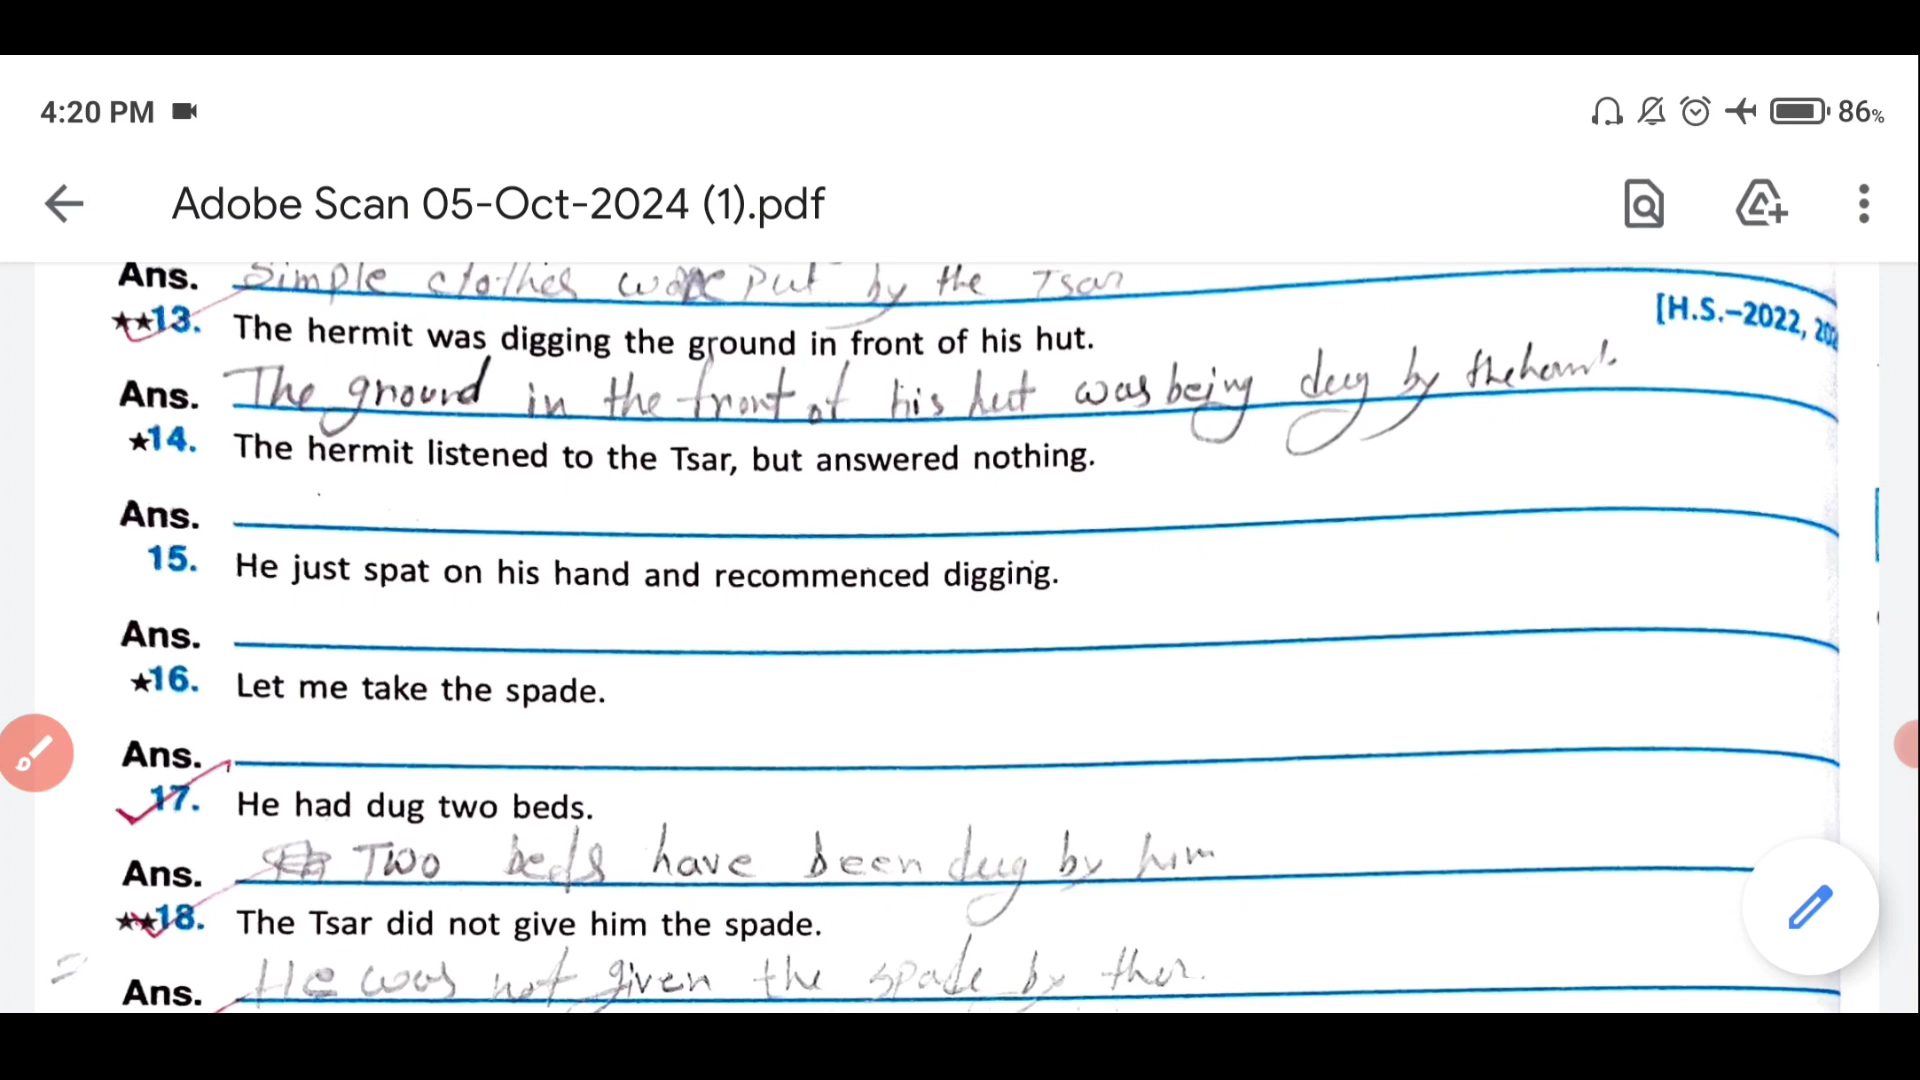 4:20 PM 86%
Adobe Scan 05-Oct-2024 (1).pdf
Ans. Simple clothes were put by the Tsar
★★13. The hermit was digging the ground in front of his hut. [H.S.-2022, 202
Ans. The ground in the front of his hut was being dug by the
★14. The hermit listened to the Tsar, but answered nothing.
Ans.
15. He just spat on his hand and recommenced digging.
Ans.
★16. Let me take the spade.
Ans.
17. He had dug two beds.
Ans. Two beds have been dug by him
★★18. The Tsar did not give him the spade.
= Ans. He was not given the spade by